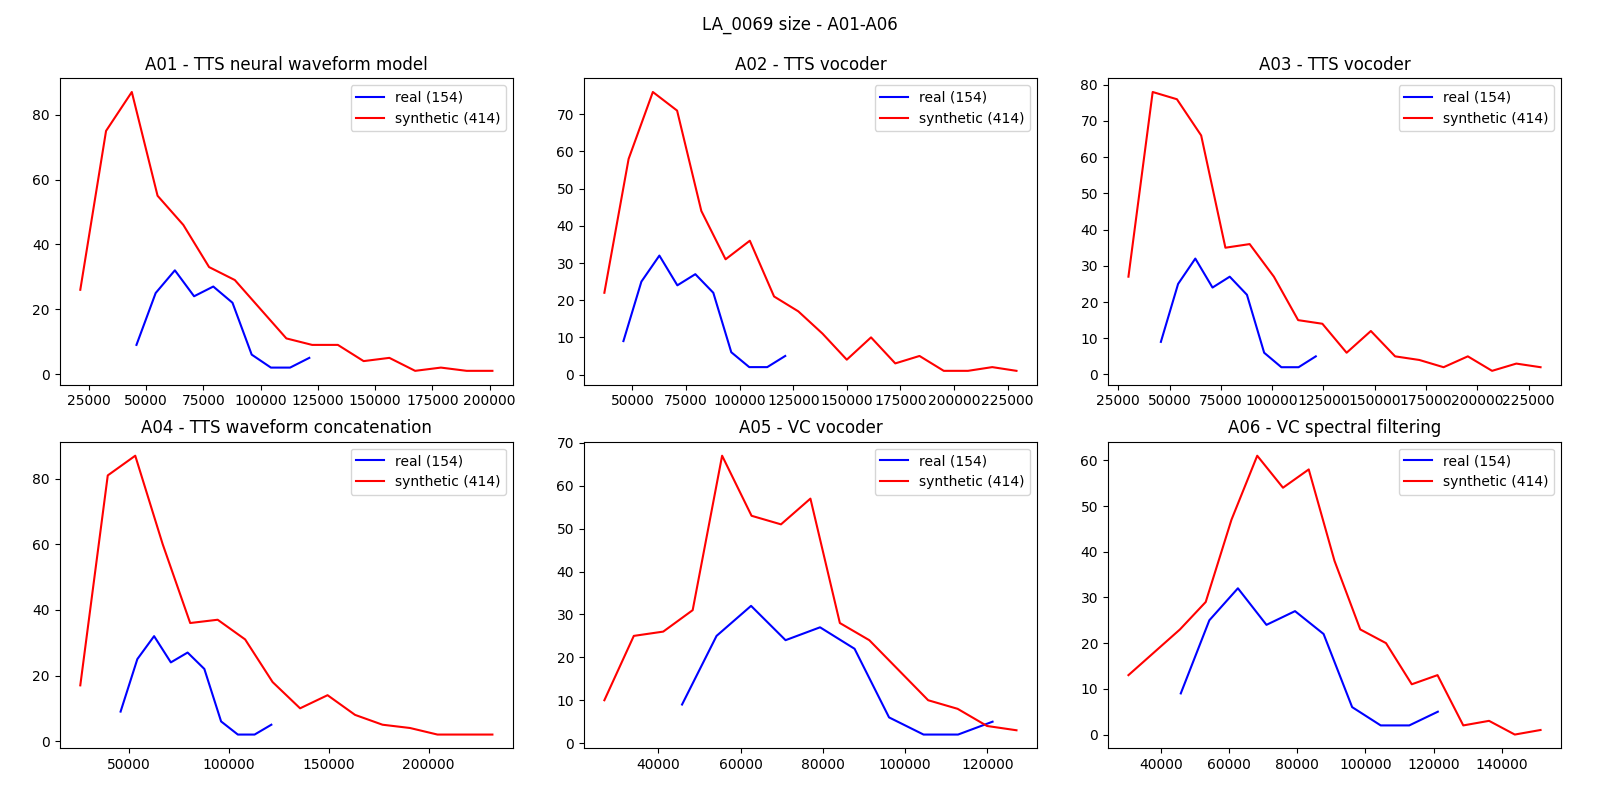 LA_0069 size - A01-A06
A01 - TTS neural waveform model
real (154)
synthetic (414)
80
60
40
20
0
25000 50000 75000 100000 125000 150000 175000 200000
A02 - TTS vocoder
real (154)
synthetic (414)
70
60
50
40
30
20
10
0
50000 75000 100000 125000 150000 175000 200000 225000
A03 - TTS vocoder
real (154)
synthetic (414)
80
70
60
50
40
30
20
10
0
25000 50000 75000 100000 125000 150000 175000 200000 225000
A04 - TTS waveform concatenation
real (154)
synthetic (414)
80
60
40
20
0
50000 100000 150000 200000
A05 - VC vocoder
real (154)
synthetic (414)
70
60
50
40
30
20
10
0
40000 60000 80000 100000 120000
A06 - VC spectral filtering
real (154)
synthetic (414)
60
50
40
30
20
10
0
40000 60000 80000 100000 120000 140000